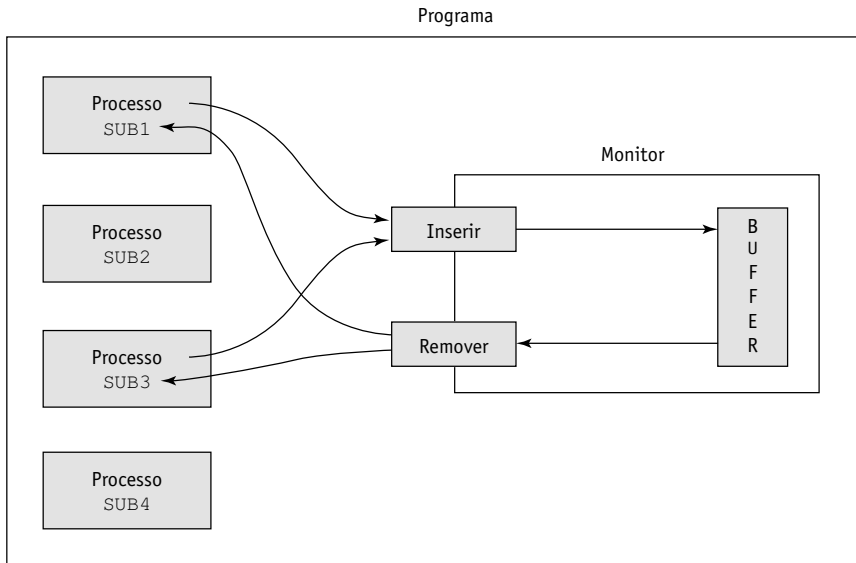 Programa
Processo
SUB1
Monitor
Processo
SUB2
Inserir
B
U
F
F
E
R
Processo
SUB3
Remover
Processo
SUB4